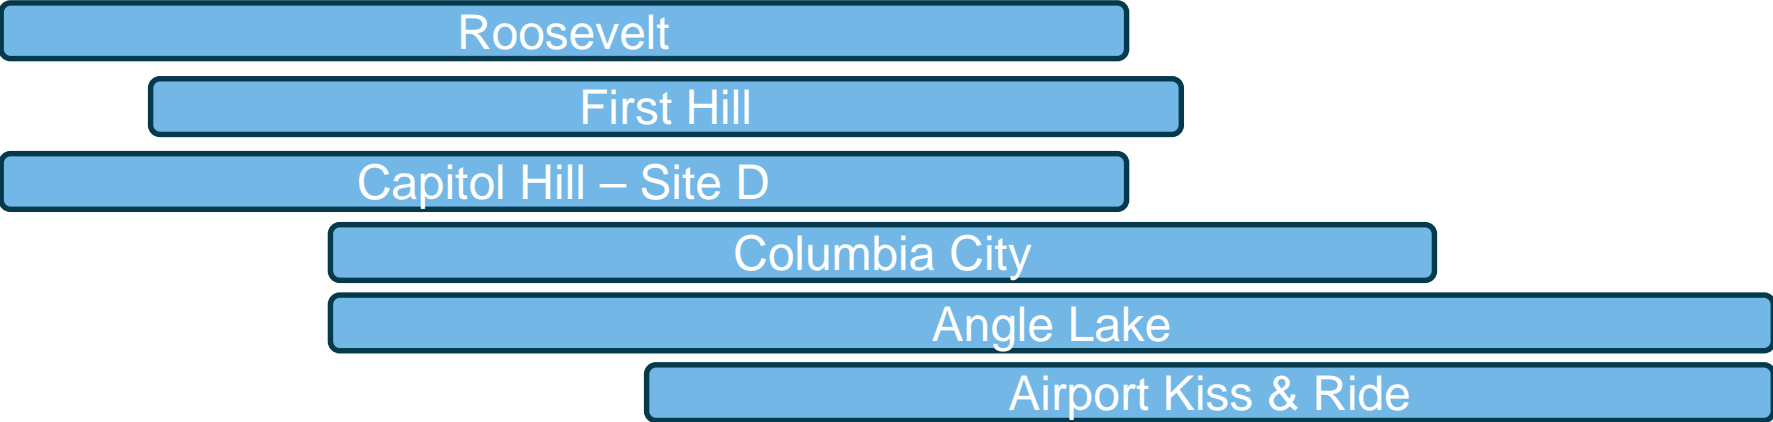 Roosevelt
First Hill
Capitol Hill – Site D
Columbia City
Angle Lake
Airport Kiss & Ride